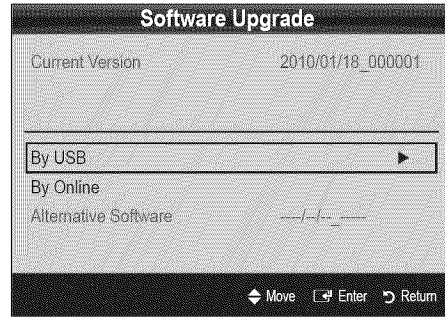 Software Upgrade
Current Version 2010/01/18_000001
By USB ▶
By Online
Alternative Software ----/--/--_-----
Move Enter Return